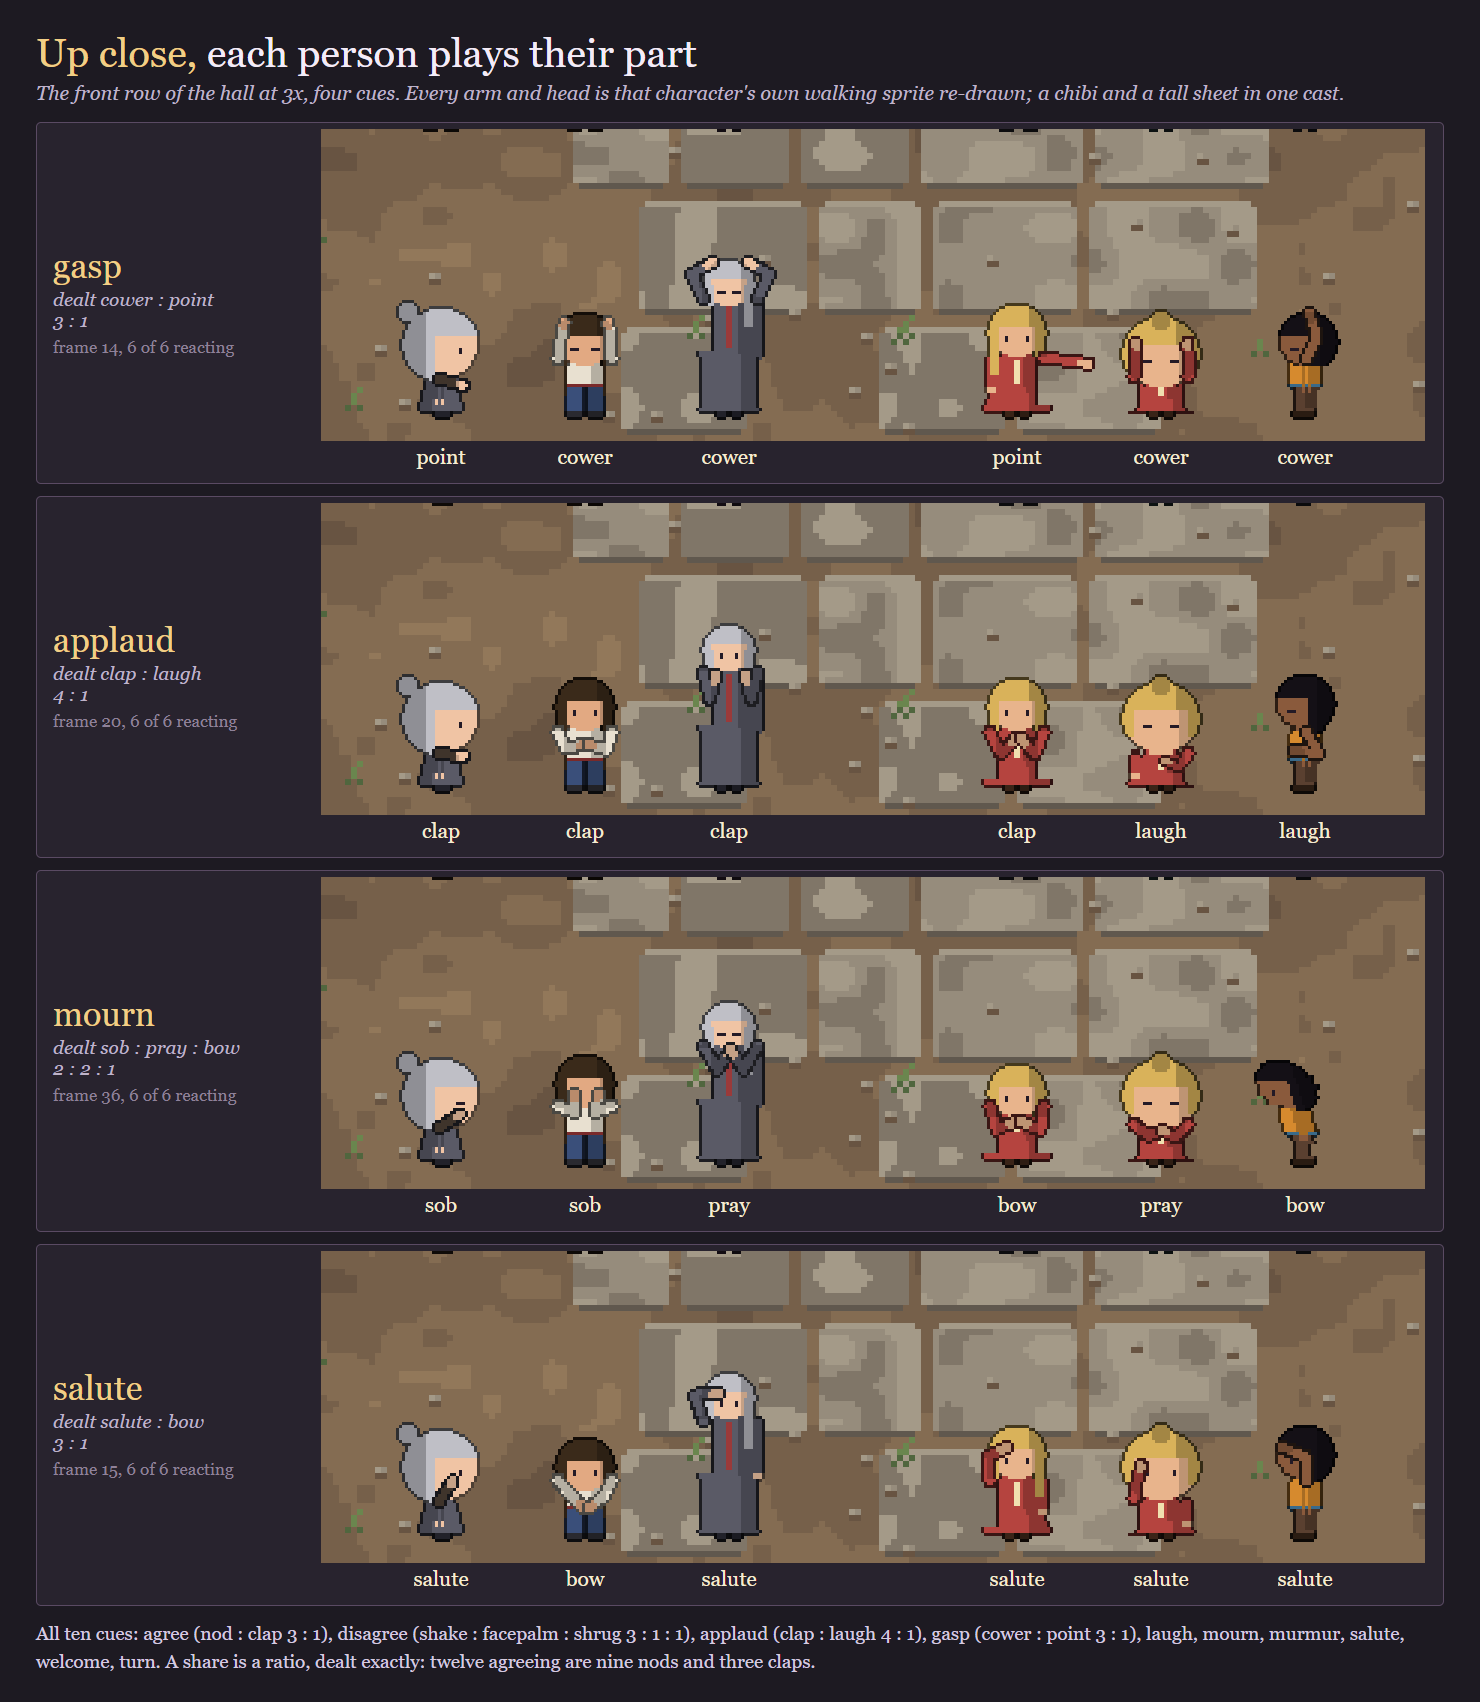 Up close, each person plays their part
The front row of the hall at 3x, four cues. Every arm and head is that character's own walking sprite re-drawn; a chibi and a tall sheet in one cast.
gasp
dealt cower : point
3 : 1
frame 14, 6 of 6 reacting
point cower cower point cower cower
applaud
dealt clap : laugh
4 : 1
frame 20, 6 of 6 reacting
clap clap clap clap laugh laugh
mourn
dealt sob : pray : bow
2 : 2 : 1
frame 36, 6 of 6 reacting
sob sob pray bow pray bow
salute
dealt salute : bow
3 : 1
frame 15, 6 of 6 reacting
salute bow salute salute salute salute
All ten cues: agree (nod : clap 3 : 1), disagree (shake : facepalm : shrug 3 : 1 : 1), applaud (clap : laugh 4 : 1), gasp (cower : point 3 : 1), laugh, mourn, murmur, salute,
welcome, turn. A share is a ratio, dealt exactly: twelve agreeing are nine nods and three claps.